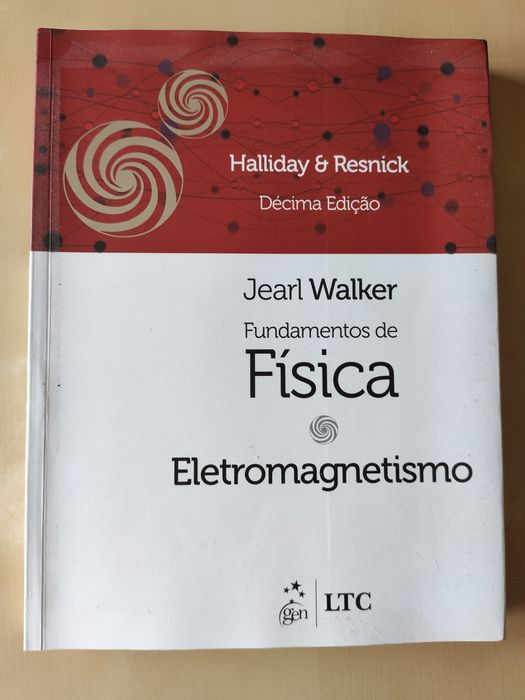 Halliday & Resnick
Décima Edição
Jearl Walker
Fundamentos de
Física
Eletromagnetismo
gen
LTC